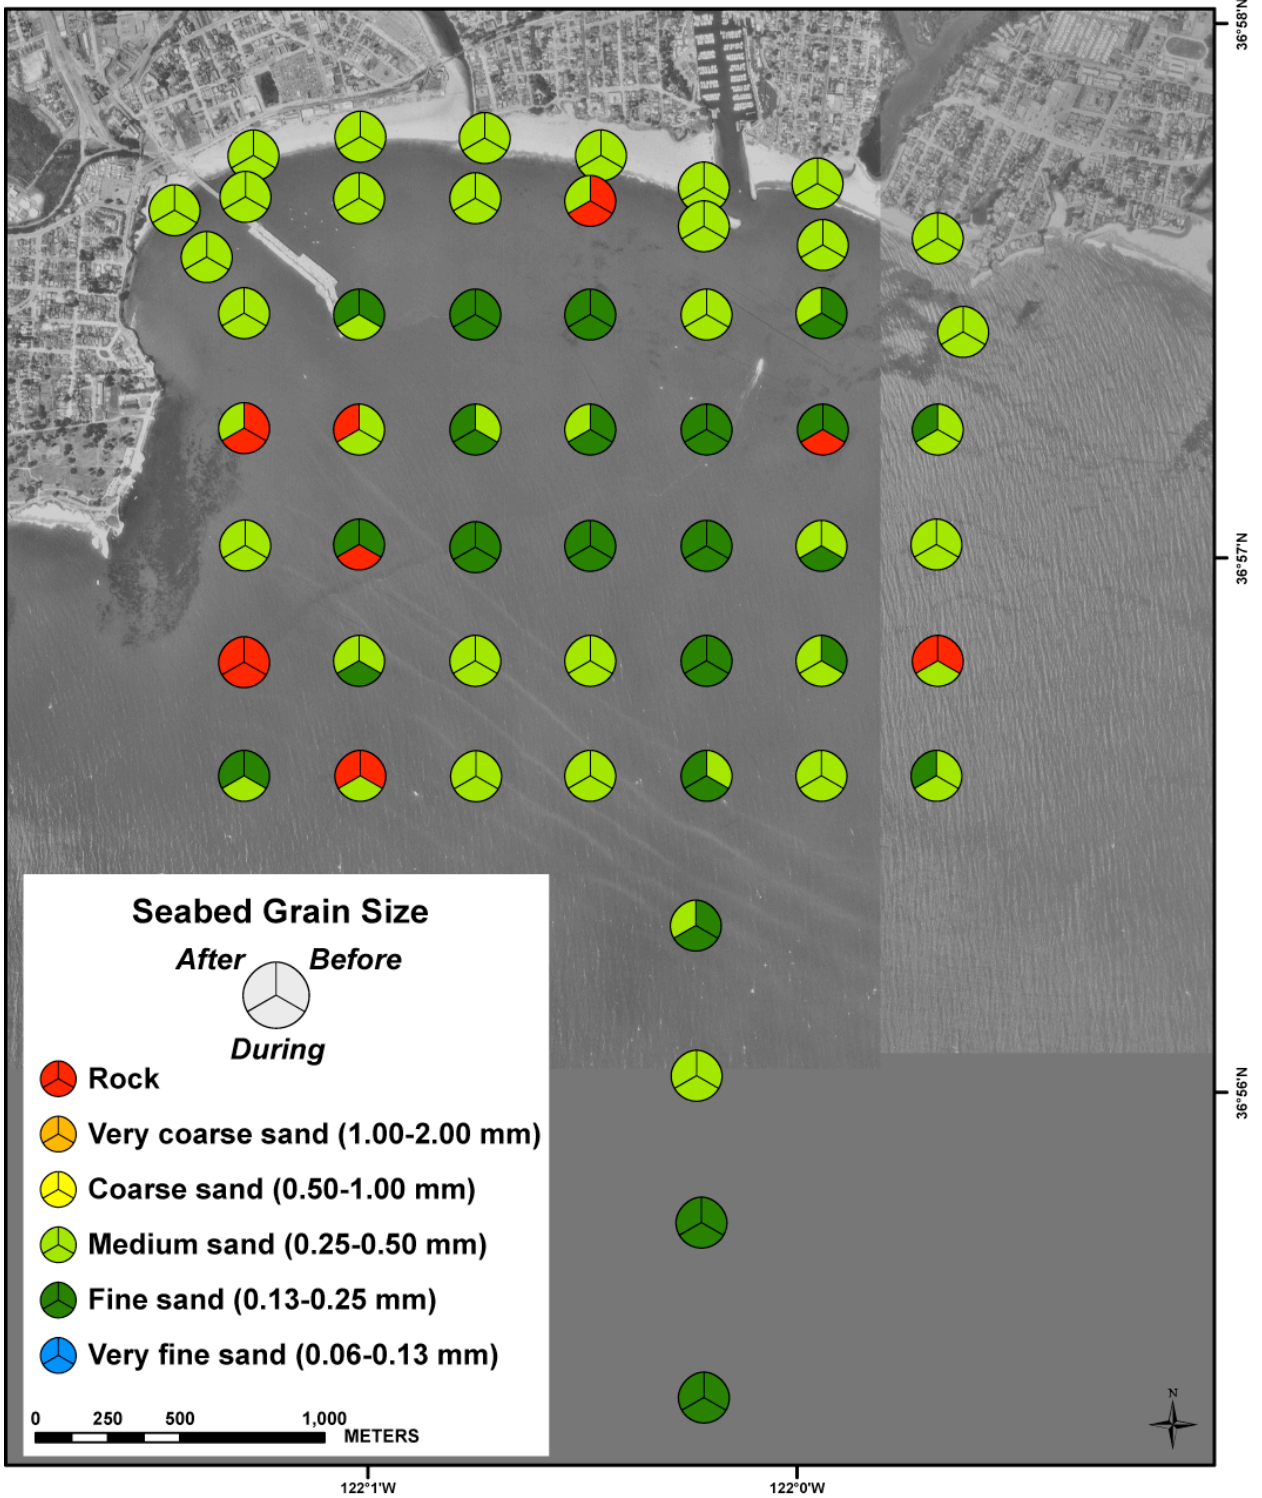 36°58'N
36°57'N
36°56'N
Seabed Grain Size
After Before
During
Rock
Very coarse sand (1.00-2.00 mm)
Coarse sand (0.50-1.00 mm)
Medium sand (0.25-0.50 mm)
Fine sand (0.13-0.25 mm)
Very fine sand (0.06-0.13 mm)
0 250 500 1,000
METERS
N
122°1'W 122°0'W